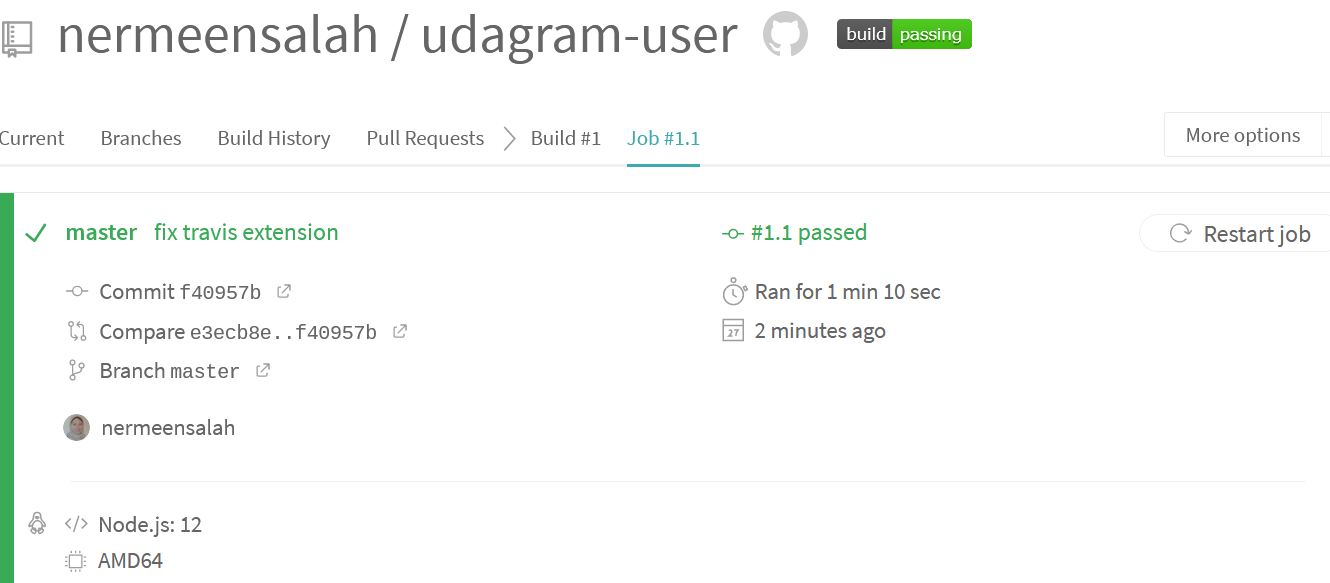 nermeensalah / udagram-user build passing
Current Branches Build History Pull Requests Build #1 Job #1.1 More options
master fix travis extension #1.1 passed Restart job
Commit f40957b Ran for 1 min 10 sec
Compare e3ecb8e..f40957b 27 2 minutes ago
Branch master
nermeensalah
</> Node.js: 12
AMD64